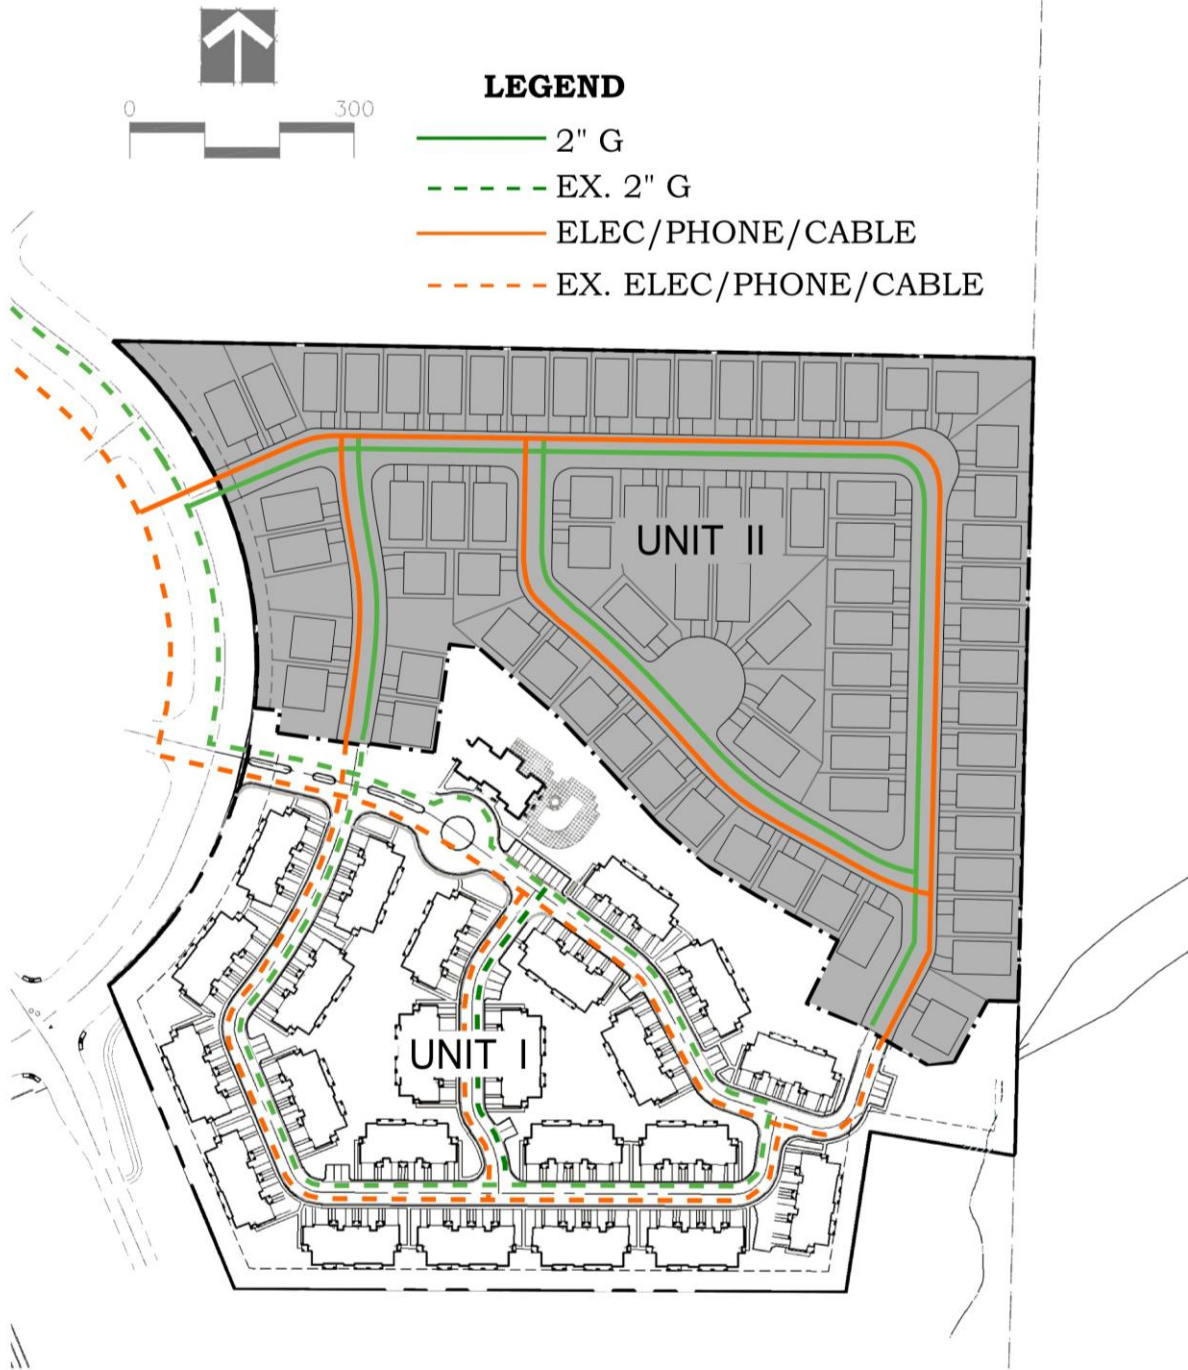 0 300
LEGEND
2" G
EX. 2" G
ELEC/PHONE/CABLE
EX. ELEC/PHONE/CABLE
UNIT II
UNIT I